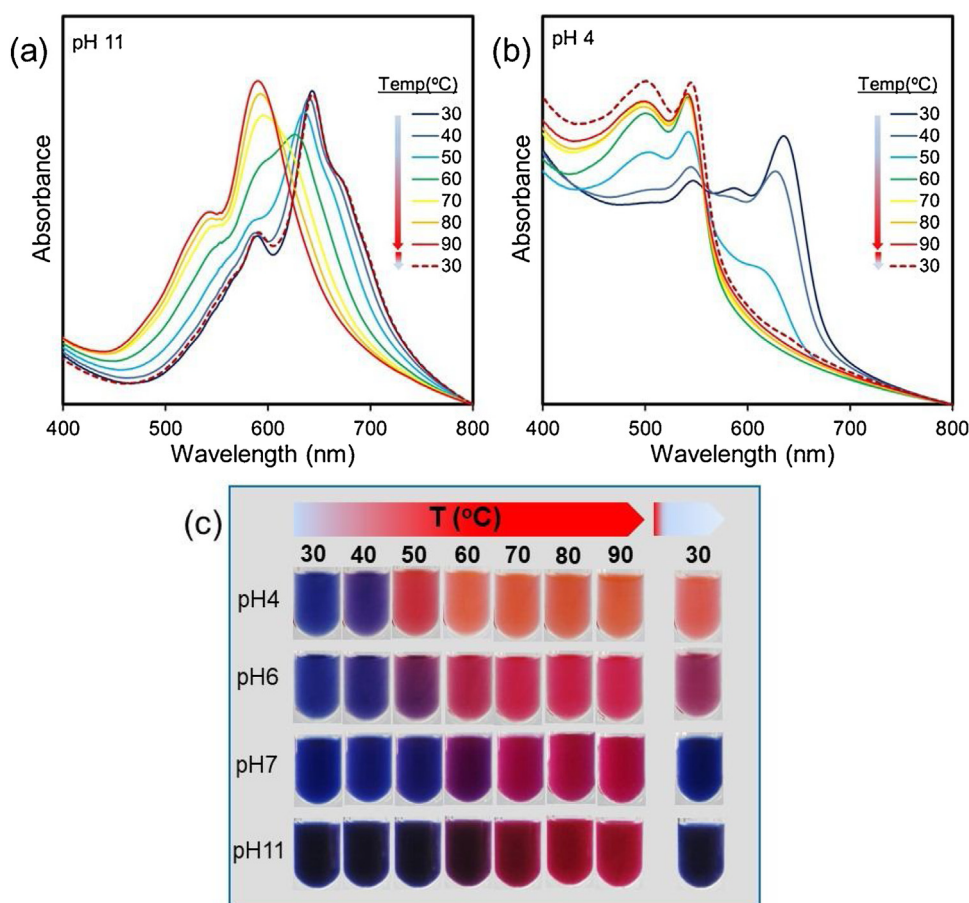 (a)
pH 11
Temp(ºC)
30
40
50
60
70
80
90
30
Absorbance
400 500 600 700 800
Wavelength (nm)
(b)
pH 4
Temp(ºC)
30
40
50
60
70
80
90
30
Absorbance
400 500 600 700 800
Wavelength (nm)
(c)
T (ºC)
30 40 50 60 70 80 90 30
pH4
pH6
pH7
pH11